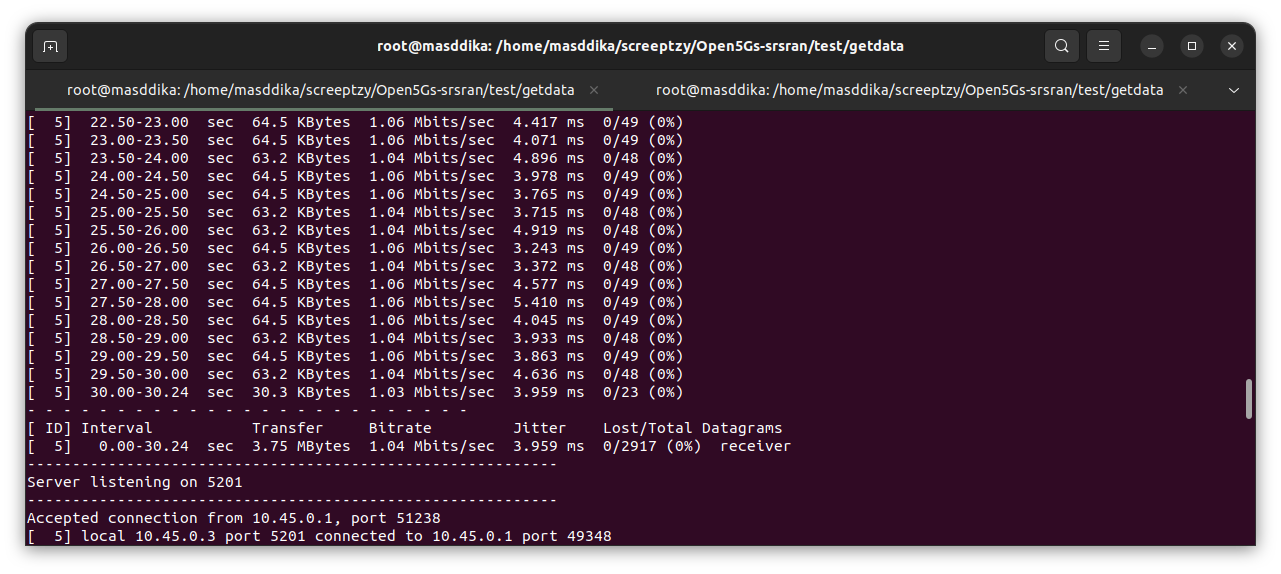 root@masddika: /home/masddika/screeptzy/Open5Gs-srsran/test/getdata
root@masddika: /home/masddika/screeptzy/Open5Gs-srsran/test/getdata × root@masddika: /home/masddika/screeptzy/Open5Gs-srsran/test/getdata ×
[  5]  22.50-23.00  sec  64.5 KBytes  1.06 Mbits/sec  4.417 ms  0/49 (0%)
[  5]  23.00-23.50  sec  64.5 KBytes  1.06 Mbits/sec  4.071 ms  0/49 (0%)
[  5]  23.50-24.00  sec  63.2 KBytes  1.04 Mbits/sec  4.896 ms  0/48 (0%)
[  5]  24.00-24.50  sec  64.5 KBytes  1.06 Mbits/sec  3.978 ms  0/49 (0%)
[  5]  24.50-25.00  sec  64.5 KBytes  1.06 Mbits/sec  3.765 ms  0/49 (0%)
[  5]  25.00-25.50  sec  63.2 KBytes  1.04 Mbits/sec  3.715 ms  0/48 (0%)
[  5]  25.50-26.00  sec  63.2 KBytes  1.04 Mbits/sec  4.919 ms  0/48 (0%)
[  5]  26.00-26.50  sec  64.5 KBytes  1.06 Mbits/sec  3.243 ms  0/49 (0%)
[  5]  26.50-27.00  sec  63.2 KBytes  1.04 Mbits/sec  3.372 ms  0/48 (0%)
[  5]  27.00-27.50  sec  64.5 KBytes  1.06 Mbits/sec  4.577 ms  0/49 (0%)
[  5]  27.50-28.00  sec  64.5 KBytes  1.06 Mbits/sec  5.410 ms  0/49 (0%)
[  5]  28.00-28.50  sec  64.5 KBytes  1.06 Mbits/sec  4.045 ms  0/49 (0%)
[  5]  28.50-29.00  sec  63.2 KBytes  1.04 Mbits/sec  3.933 ms  0/48 (0%)
[  5]  29.00-29.50  sec  64.5 KBytes  1.06 Mbits/sec  3.863 ms  0/49 (0%)
[  5]  29.50-30.00  sec  63.2 KBytes  1.04 Mbits/sec  4.636 ms  0/48 (0%)
[  5]  30.00-30.24  sec  30.3 KBytes  1.03 Mbits/sec  3.959 ms  0/23 (0%)
- - - - - - - - - - - - - - - - - - - - - - - - -
[ ID] Interval           Transfer     Bitrate         Jitter    Lost/Total Datagrams
[  5]   0.00-30.24  sec  3.75 MBytes  1.04 Mbits/sec  3.959 ms  0/2917 (0%)  receiver
-----------------------------------------------------------
Server listening on 5201
-----------------------------------------------------------
Accepted connection from 10.45.0.1, port 51238
[  5] local 10.45.0.3 port 5201 connected to 10.45.0.1 port 49348